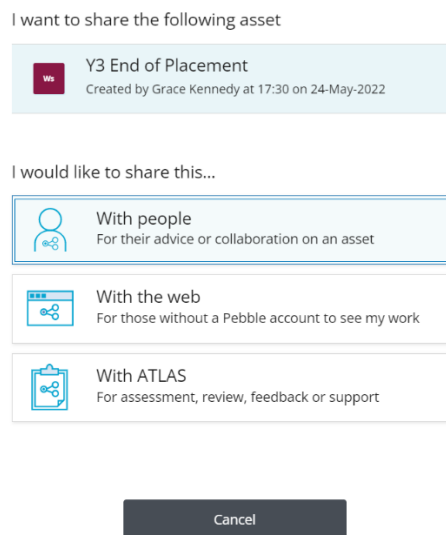 I want to share the following asset
Ws
Y3 End of Placement
Created by Grace Kennedy at 17:30 on 24-May-2022
I would like to share this...
With people
For their advice or collaboration on an asset
With the web
For those without a Pebble account to see my work
With ATLAS
For assessment, review, feedback or support
Cancel